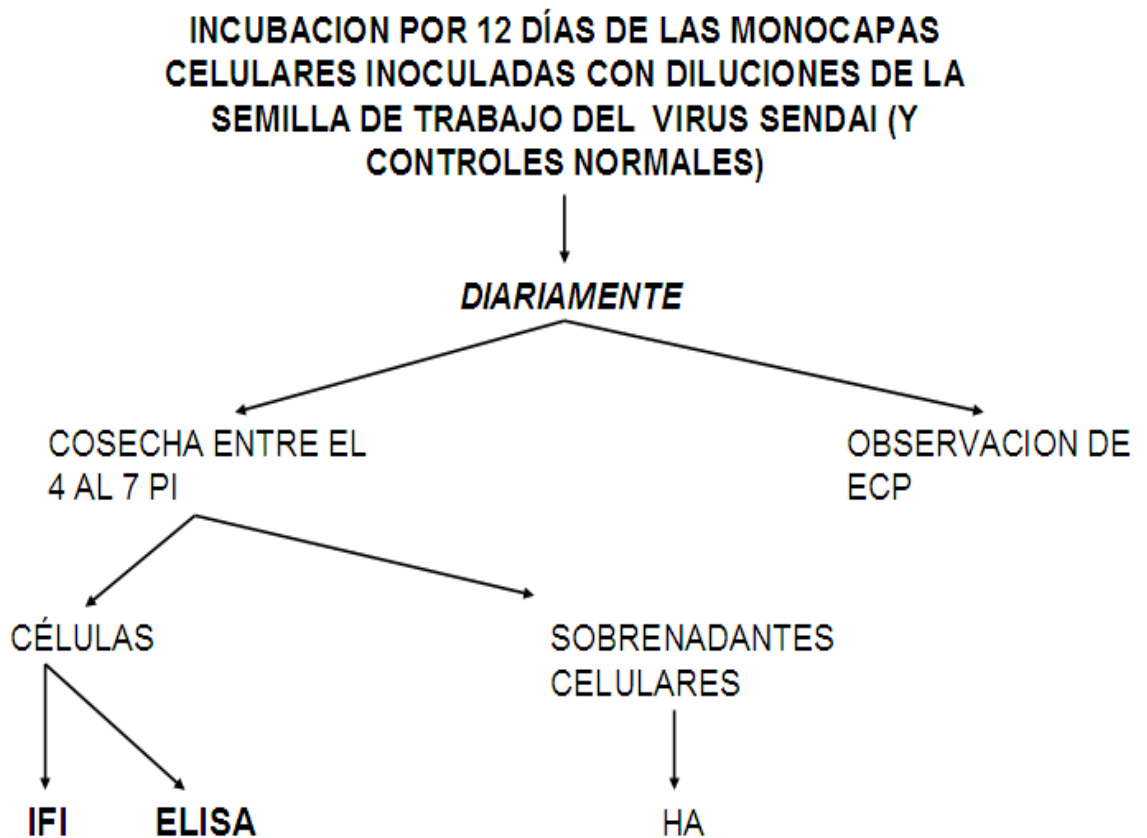 INCUBACION POR 12 DÍAS DE LAS MONOCAPAS
CELULARES INOCULADAS CON DILUCIONES DE LA
SEMILLA DE TRABAJO DEL VIRUS SENDAI (Y
CONTROLES NORMALES)
DIARIAMENTE
COSECHA ENTRE EL
4 AL 7 PI
OBSERVACION DE
ECP
CÉLULAS
SOBRENADANTES
CELULARES
IFI
ELISA
HA